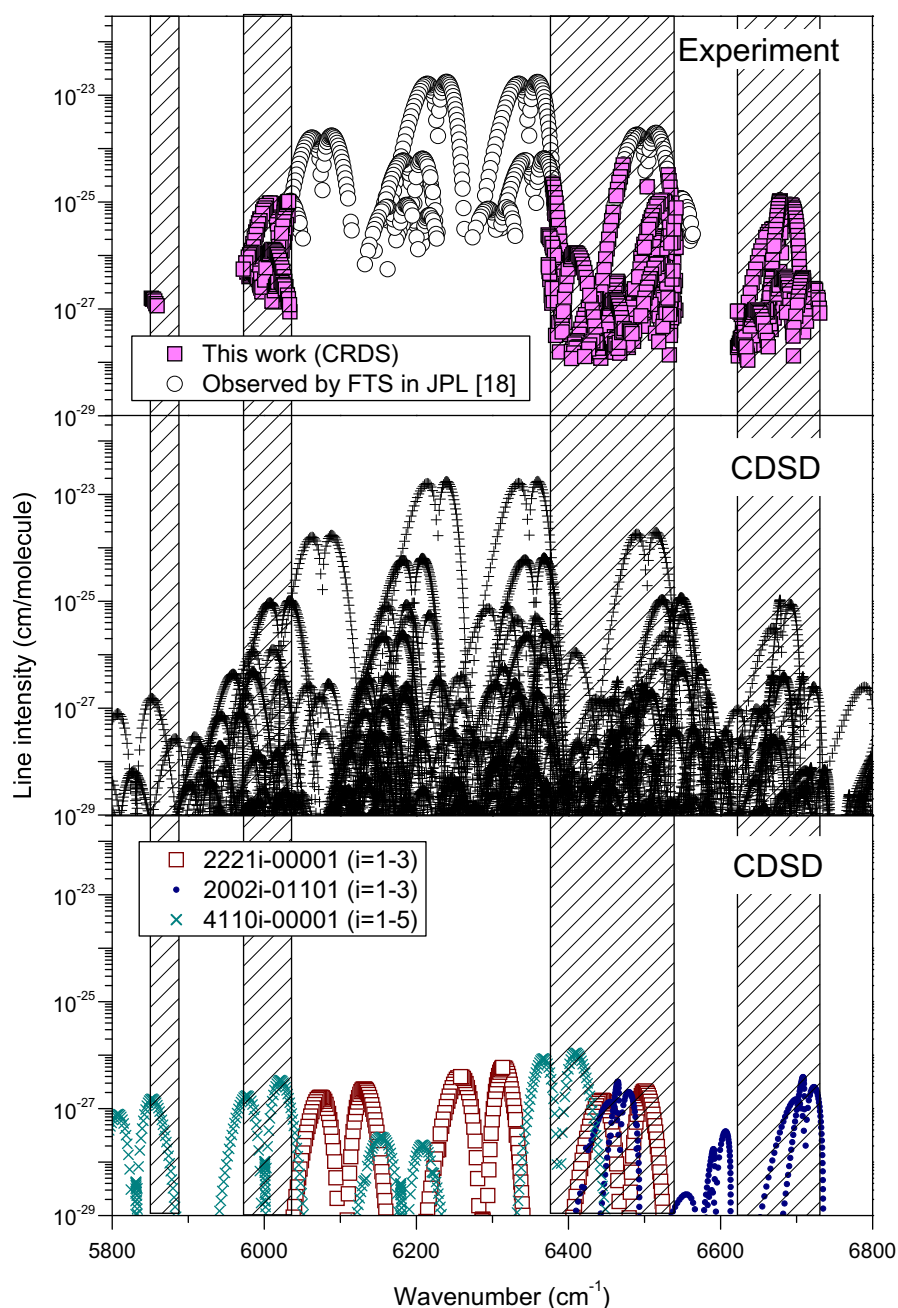 Experiment
10-23
10-25
10-27
This work (CRDS)
Observed by FTS in JPL [18]
10-29
CDSD
10-23
10-25
10-27
10-29
Line intensity (cm/molecule)
2221i-00001 (i=1-3)
2002i-01101 (i=1-3)
4110i-00001 (i=1-5)
CDSD
10-23
10-25
10-27
10-29
5800 6000 6200 6400 6600 6800
Wavenumber (cm-1)